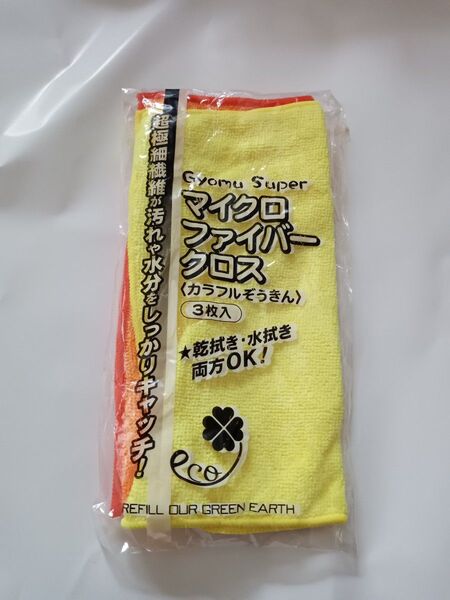 超極細繊維が汚れや水分をしっかりキャッチ!
Gyomu Super
マイクロ
ファイバー
クロス
〈カラフルぞうきん〉
3枚入
★乾拭き・水拭き
両方OK!
eco
REFILL OUR GREEN EARTH